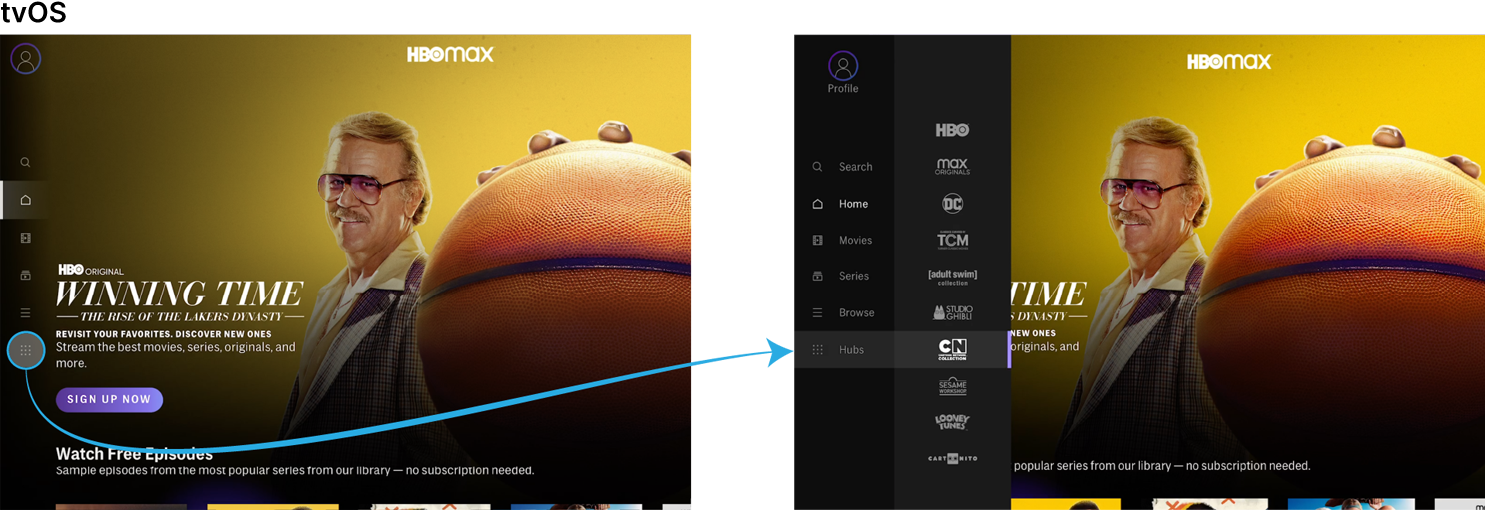 tvOS
HBOmax
HBO ORIGINAL
WINNING TIME
THE RISE OF THE LAKERS DYNASTY
REVISIT YOUR FAVORITES. DISCOVER NEW ONES
Stream the best movies, series, originals, and
more.
SIGN UP NOW
Watch Free Episodes
Sample episodes from the most popular series from our library — no subscription needed.
Profile
Search
Home
Movies
Series
Browse
Hubs
HBO
max
ORIGINALS
DC
TCM
[adult swim]
collection
STUDIO
GHIBLI
CN
CARTOON NETWORK
COLLECTION
SESAME
WORKSHOP
LOONEY
TUNES
CARTOONITO
HBOmax
TIME
LAKERS DYNASTY
NEW ONES
originals, and
popular series from our library — no subscription needed.